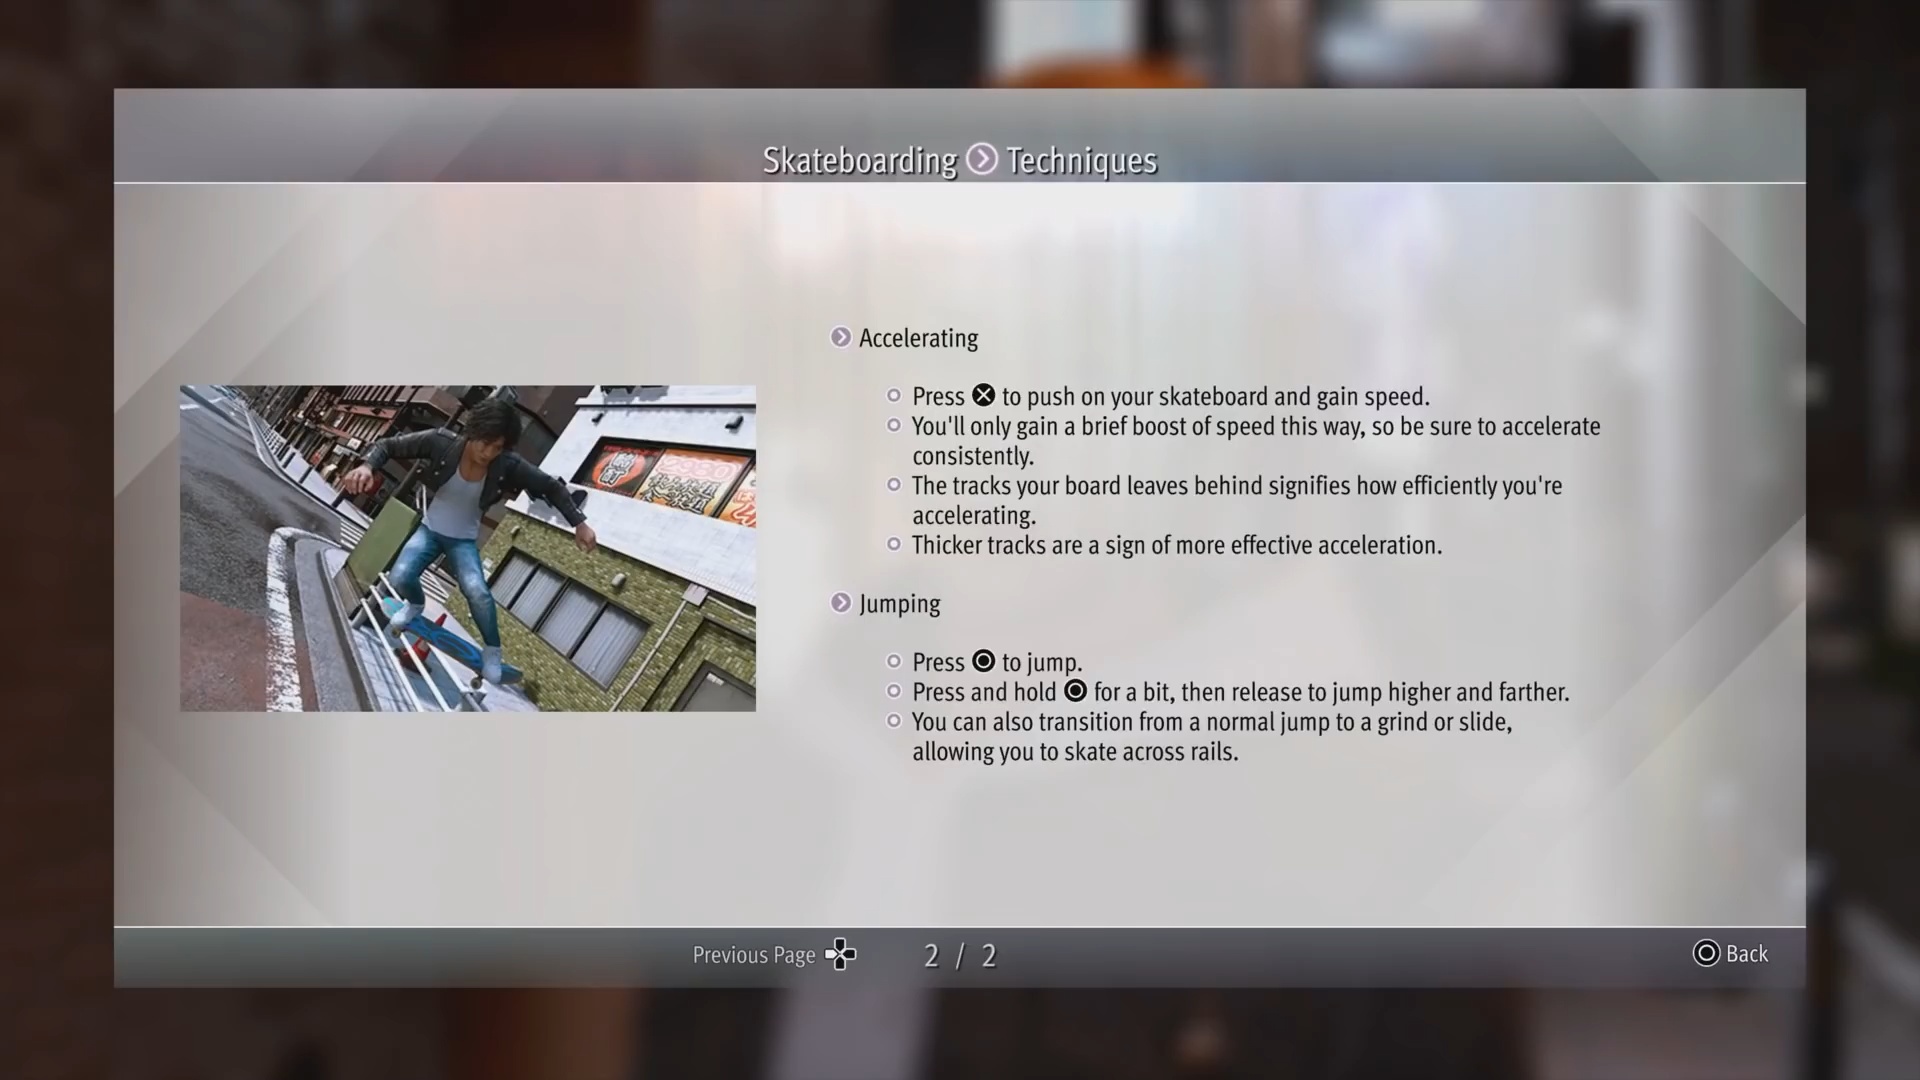 Skateboarding Techniques
Accelerating
Press ⊗ to push on your skateboard and gain speed.
You'll only gain a brief boost of speed this way, so be sure to accelerate
consistently.
The tracks your board leaves behind signifies how efficiently you're
accelerating.
Thicker tracks are a sign of more effective acceleration.
Jumping
Press ◯ to jump.
Press and hold ◯ for a bit, then release to jump higher and farther.
You can also transition from a normal jump to a grind or slide,
allowing you to skate across rails.
Previous Page 2 / 2
Back